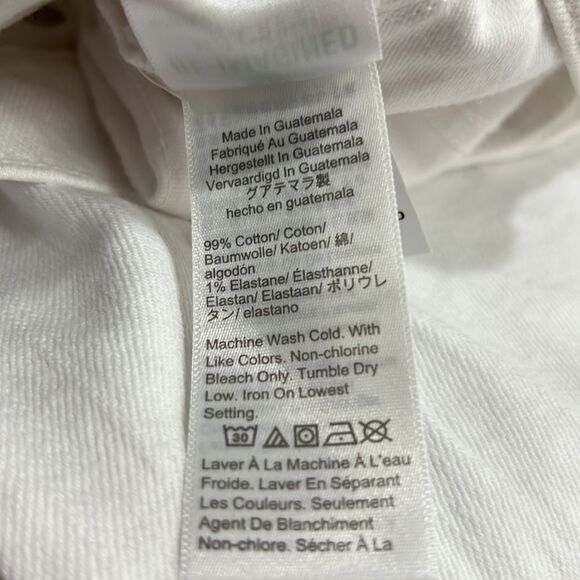 Made In Guatemala
Fabriqué Au Guatemala
Hergestellt In Guatemala
Vervaardigd In Guatemala
グアテマラ製
hecho en guatemala
99% Cotton/ Coton/
Baumwolle/ Katoen/ 綿/
algodón
1% Elastane/ Élasthanne/
Elastan/ Elastaan/ ポリウレ
タン/ elastano
Machine Wash Cold. With
Like Colors. Non-chlorine
Bleach Only. Tumble Dry
Low. Iron On Lowest
Setting.
30
Laver À La Machine À L'eau
Froide. Laver En Séparant
Les Couleurs. Seulement
Agent De Blanchiment
Non-chlore. Sécher À La